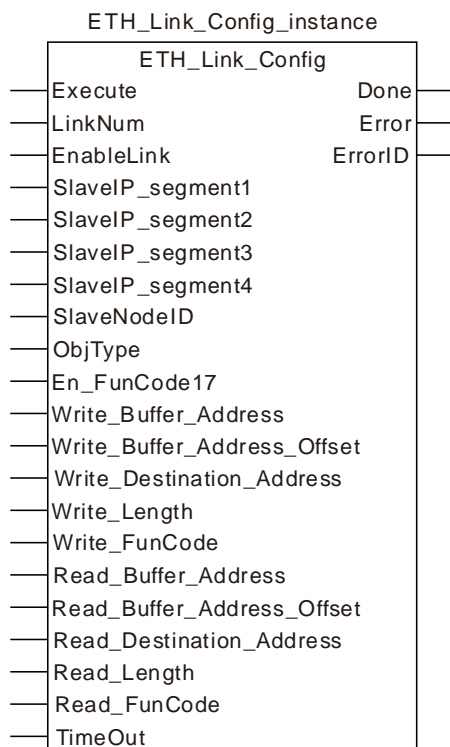 ETH_Link_Config_instance
ETH_Link_Config
Execute Done
LinkNum Error
EnableLink ErrorID
SlaveIP_segment1
SlaveIP_segment2
SlaveIP_segment3
SlaveIP_segment4
SlaveNodeID
ObjType
En_FunCode17
Write_Buffer_Address
Write_Buffer_Address_Offset
Write_Destination_Address
Write_Length
Write_FunCode
Read_Buffer_Address
Read_Buffer_Address_Offset
Read_Destination_Address
Read_Length
Read_FunCode
TimeOut